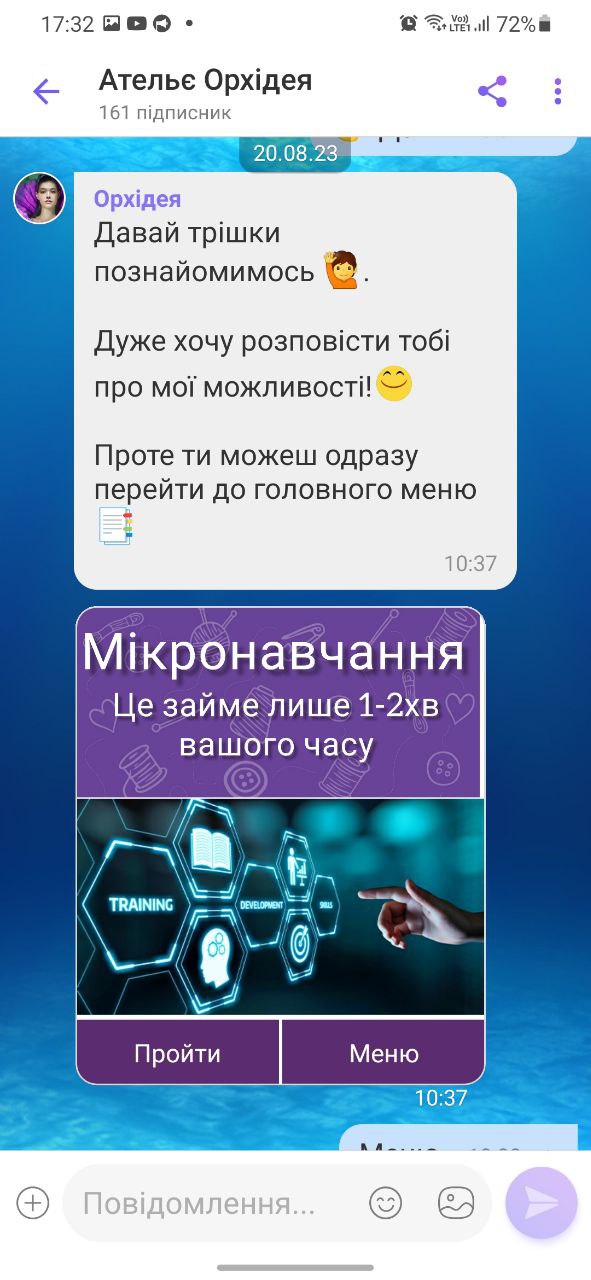 17:32
Vo)) LTE1 72%
Ательє Орхідея
161 підписник
20.08.23
Орхідея
Давай трішки
познайомимось 🙋.
Дуже хочу розповісти тобі
про мої можливості!😊
Проте ти можеш одразу
перейти до головного меню
📑
10:37
Мікронавчання
Це займе лише 1-2хв
вашого часу
TRAINING
DEVELOPMENT
SKILLS
Пройти
Меню
10:37
Повідомлення...